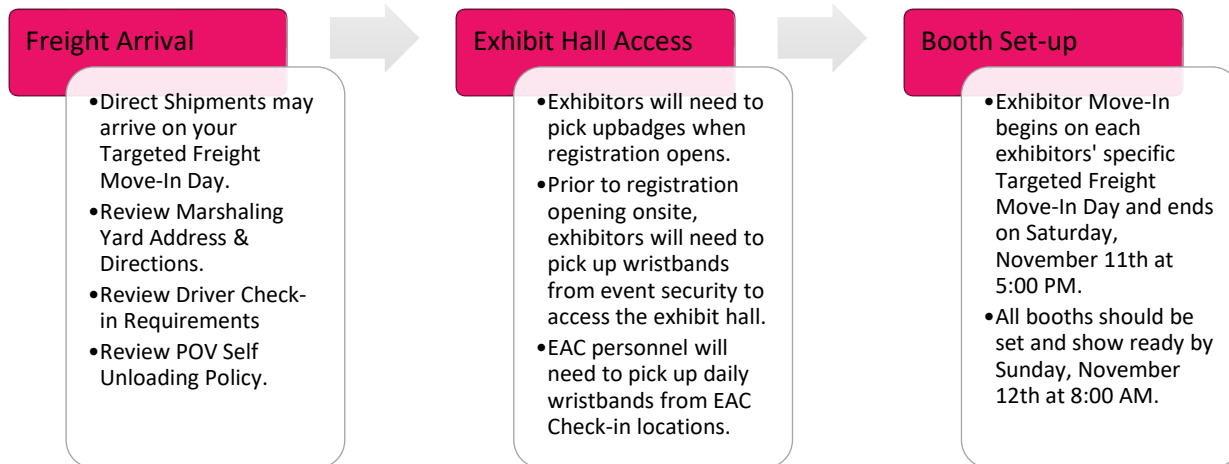 Freight Arrival
•Direct Shipments may
arrive on your
Targeted Freight
Move-In Day.
•Review Marshaling
Yard Address &
Directions.
•Review Driver Check-
in Requirements
•Review POV Self
Unloading Policy.
Exhibit Hall Access
•Exhibitors will need to
pick upbadges when
registration opens.
•Prior to registration
opening onsite,
exhibitors will need to
pick up wristbands
from event security to
access the exhibit hall.
•EAC personnel will
need to pick up daily
wristbands from EAC
Check-in locations.
Booth Set-up
•Exhibitor Move-In
begins on each
exhibitors' specific
Targeted Freight
Move-In Day and ends
on Saturday,
November 11th at
5:00 PM.
•All booths should be
set and show ready by
Sunday, November
12th at 8:00 AM.